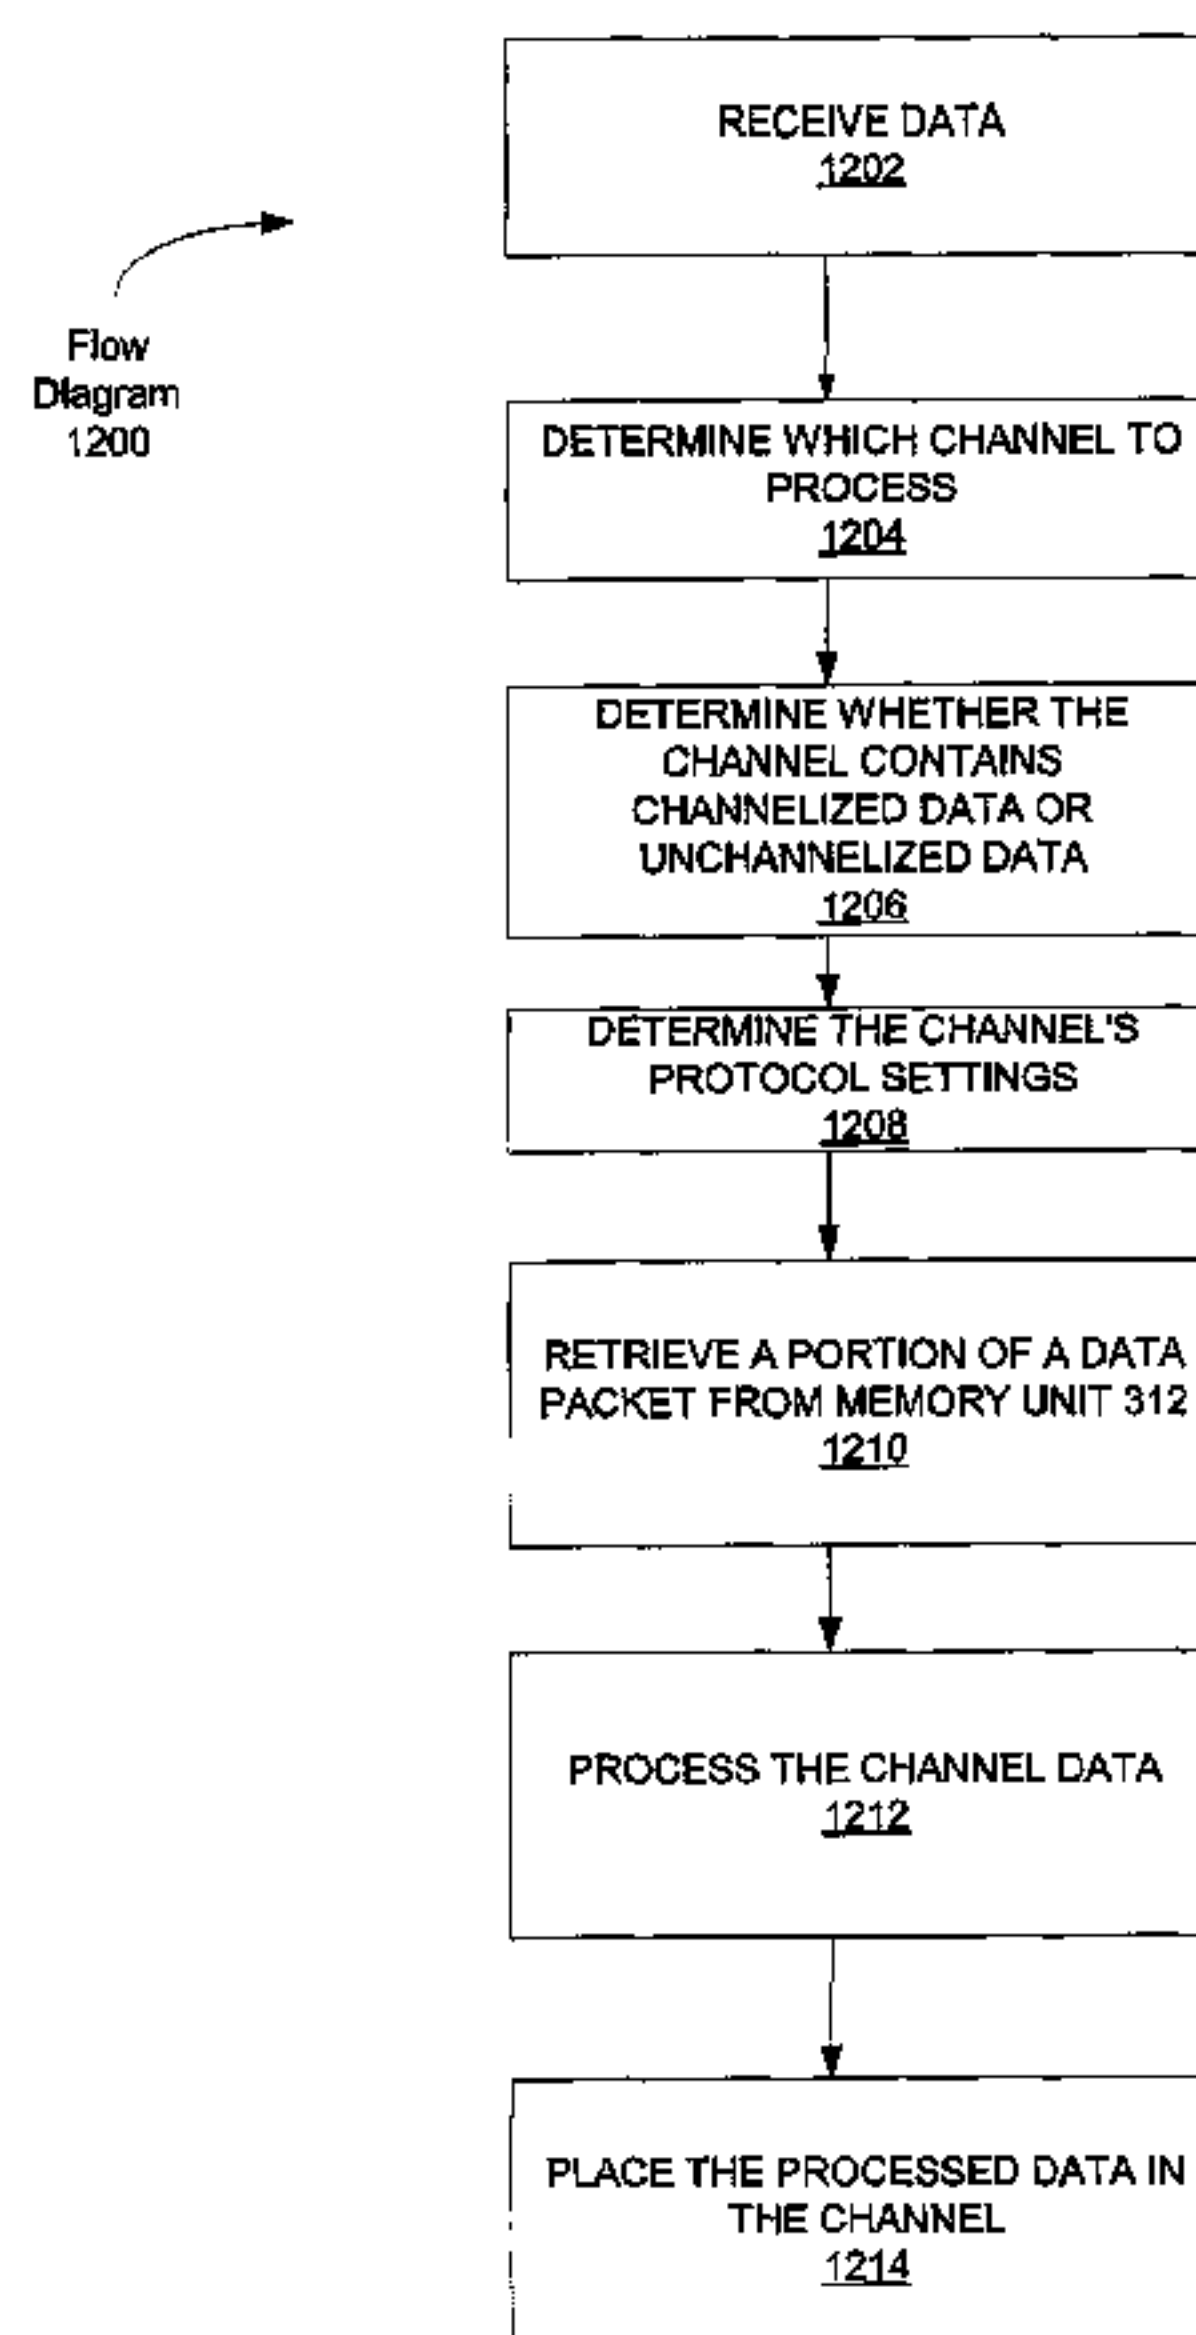 RECEIVE DATA
1202
Flow
Diagram
1200
DETERMINE WHICH CHANNEL TO
PROCESS
1204
DETERMINE WHETHER THE
CHANNEL CONTAINS
CHANNELIZED DATA OR
UNCHANNELIZED DATA
1206
DETERMINE THE CHANNEL'S
PROTOCOL SETTINGS
1208
RETRIEVE A PORTION OF A DATA
PACKET FROM MEMORY UNIT 312
1210
PROCESS THE CHANNEL DATA
1212
PLACE THE PROCESSED DATA IN
THE CHANNEL
1214